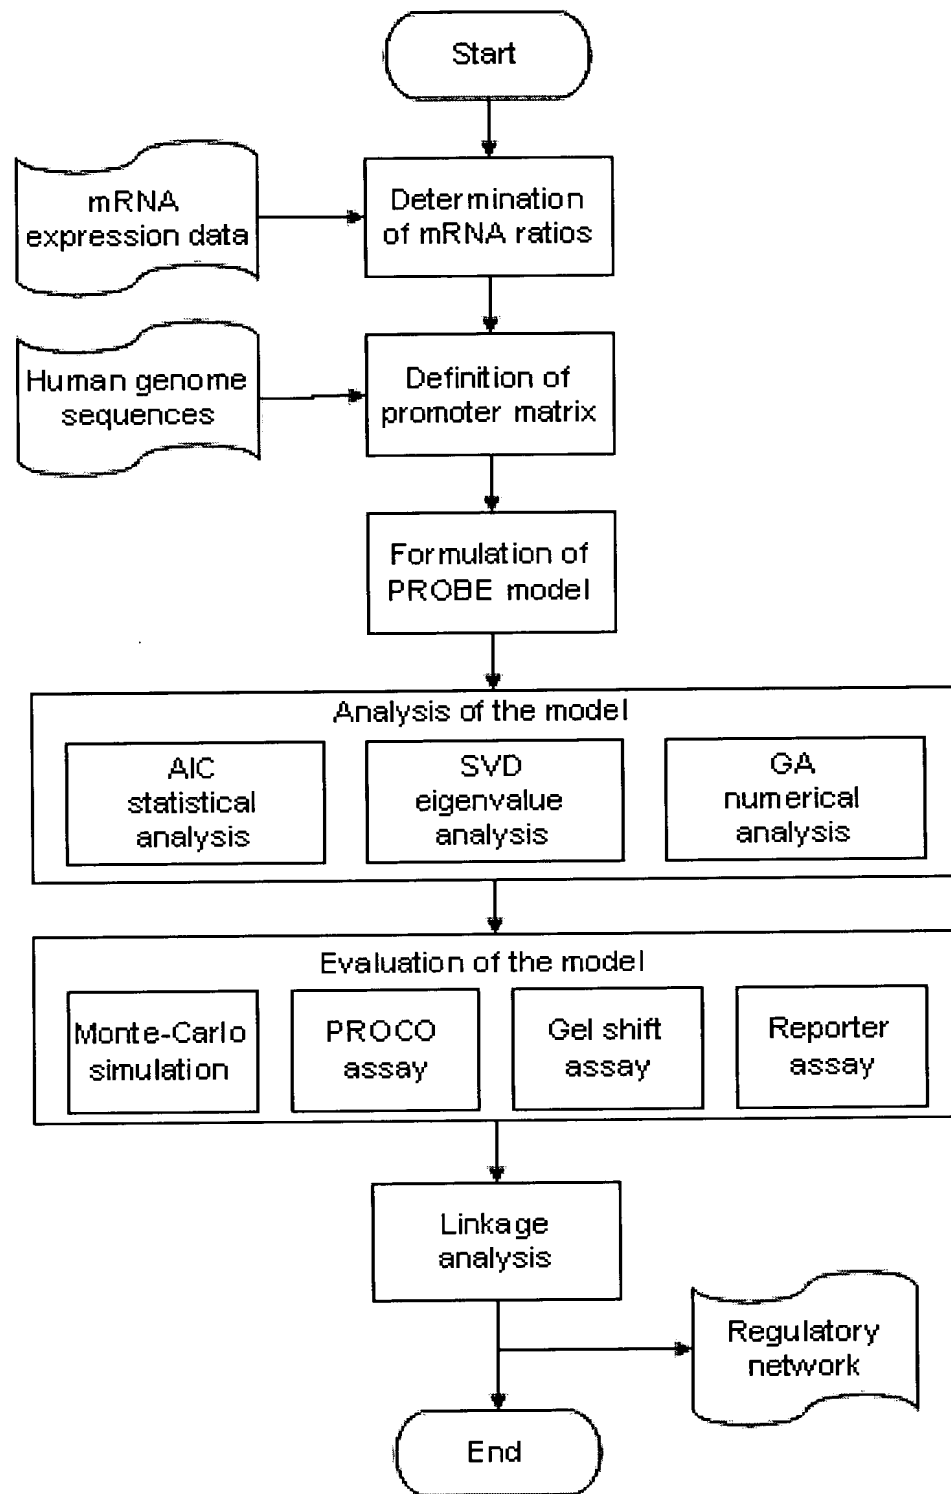 Start
mRNA
expression data
Determination
of mRNA ratios
Human genome
sequences
Definition of
promoter matrix
Formulation of
PROBE model
Analysis of the model
AIC
statistical
analysis
SVD
eigenvalue
analysis
GA
numerical
analysis
Evaluation of the model
Monte-Carlo
simulation
PROCO
assay
Gel shift
assay
Reporter
assay
Linkage
analysis
Regulatory
network
End